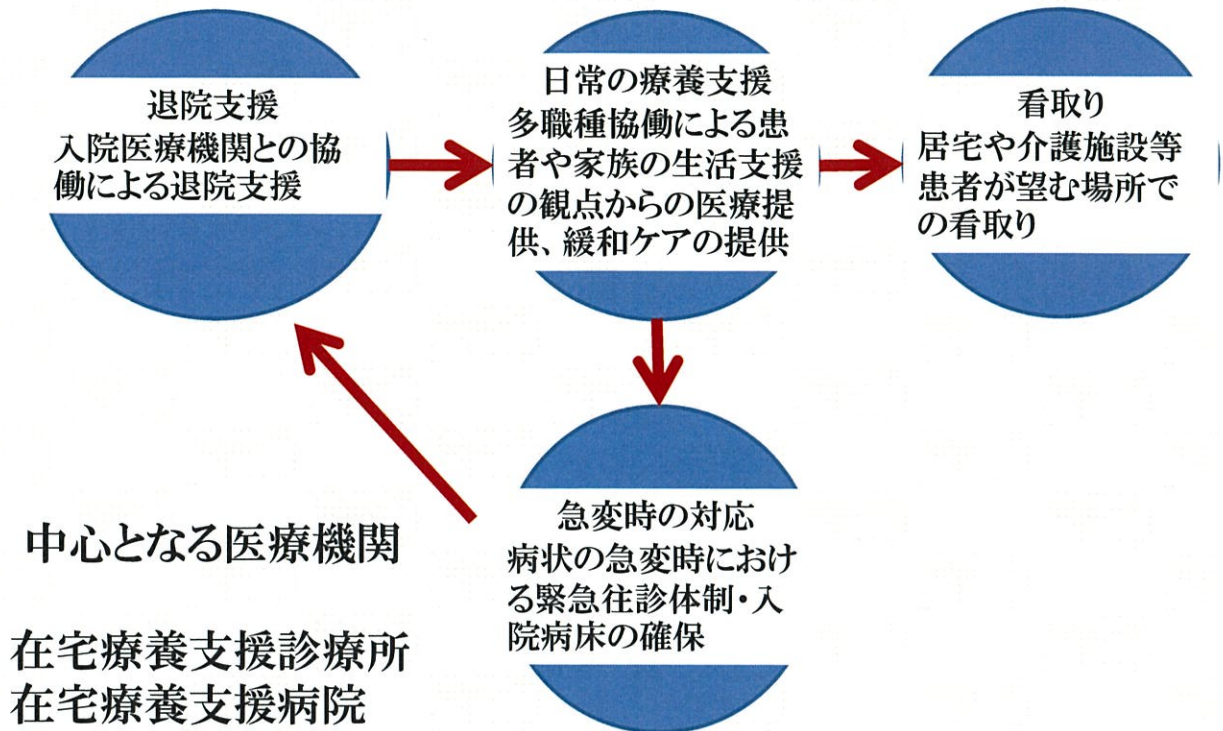 退院支援
入院医療機関との協
働による退院支援
日常の療養支援
多職種協働による患
者や家族の生活支援
の観点からの医療提
供、緩和ケアの提供
看取り
居宅や介護施設等
患者が望む場所で
の看取り
急変時の対応
病状の急変時におけ
る緊急往診体制・入
院病床の確保
中心となる医療機関
在宅療養支援診療所
在宅療養支援病院